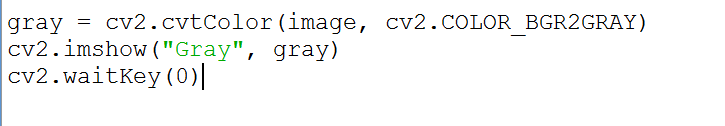 gray = cv2.cvtColor(image, cv2.COLOR_BGR2GRAY)
cv2.imshow("Gray", gray)
cv2.waitKey(0)